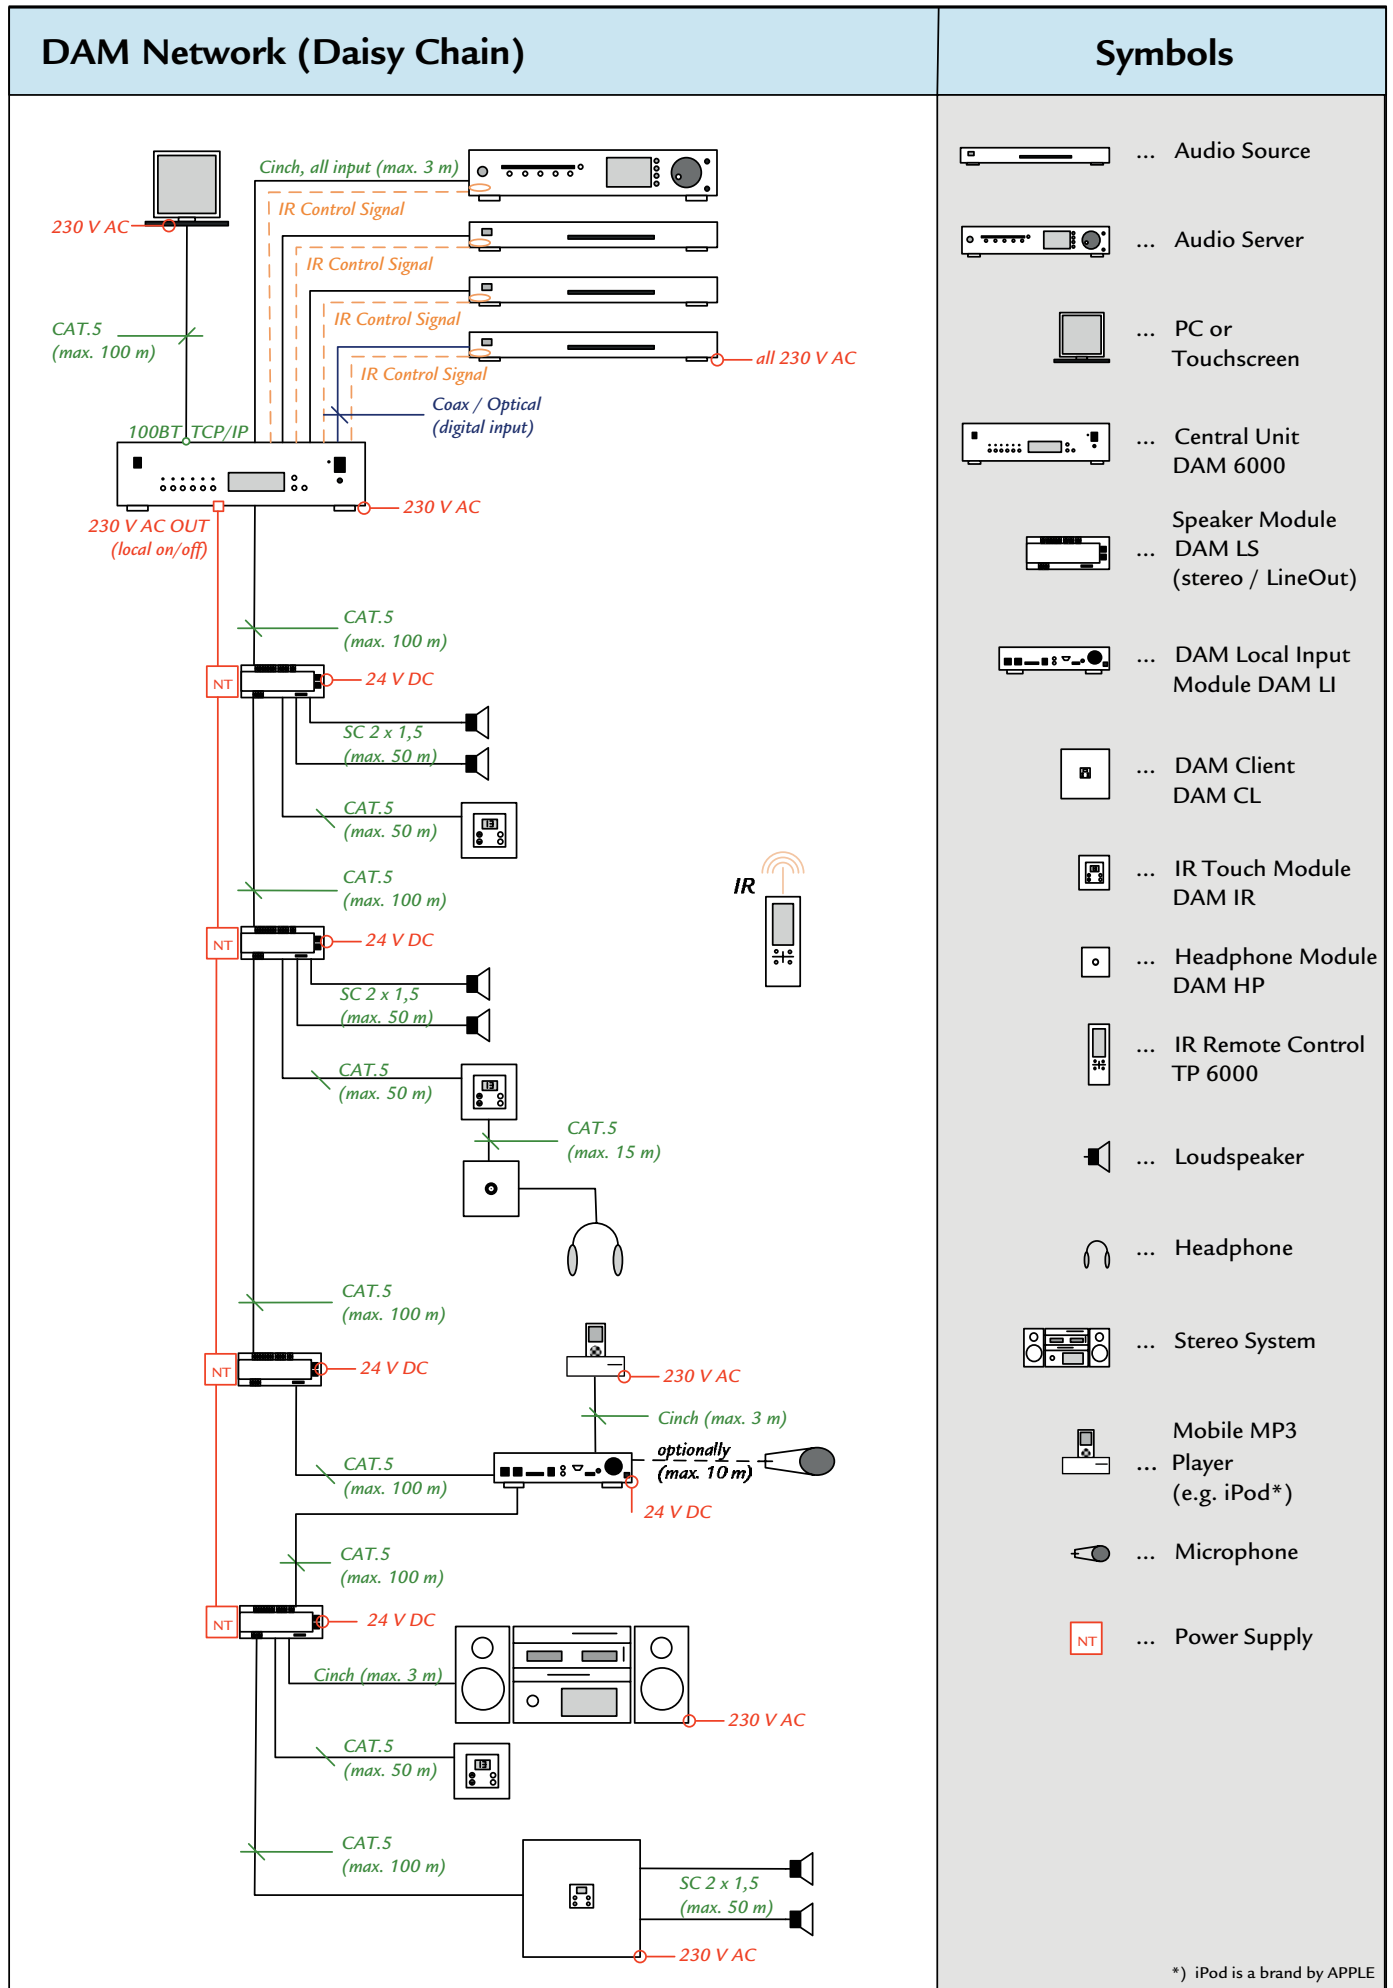 DAM Network (Daisy Chain)
Cinch, all input (max. 3 m)
IR Control Signal
230 V AC
IR Control Signal
CAT.5
(max. 100 m)
IR Control Signal
all 230 V AC
IR Control Signal
Coax / Optical
(digital input)
100BT TCP/IP
230 V AC
230 V AC OUT
(local on/off)
CAT.5
(max. 100 m)
NT
24 V DC
SC 2 x 1,5
(max. 50 m)
CAT.5
(max. 50 m)
13
CAT.5
(max. 100 m)
IR
NT
24 V DC
SC 2 x 1,5
(max. 50 m)
CAT.5
(max. 50 m)
13
CAT.5
(max. 15 m)
CAT.5
(max. 100 m)
NT
24 V DC
230 V AC
Cinch (max. 3 m)
optionally
(max. 10 m)
CAT.5
(max. 100 m)
24 V DC
CAT.5
(max. 100 m)
NT
24 V DC
Cinch (max. 3 m)
230 V AC
CAT.5
(max. 50 m)
13
CAT.5
(max. 100 m)
SC 2 x 1,5
(max. 50 m)
230 V AC
Symbols
... Audio Source
... Audio Server
... PC or
Touchscreen
... Central Unit
DAM 6000
Speaker Module
... DAM LS
(stereo / LineOut)
... DAM Local Input
Module DAM LI
... DAM Client
DAM CL
... IR Touch Module
DAM IR
... Headphone Module
DAM HP
... IR Remote Control
TP 6000
... Loudspeaker
... Headphone
... Stereo System
Mobile MP3
... Player
(e.g. iPod*)
... Microphone
NT ... Power Supply
*) iPod is a brand by APPLE